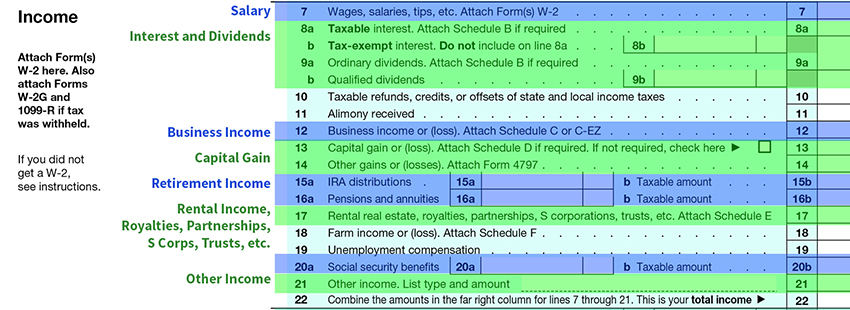 Income
Attach Form(s)
W-2 here. Also
attach Forms
W-2G and
1099-R if tax
was withheld.
If you did not
get a W-2,
see instructions.
Salary
Interest and Dividends
Business Income
Capital Gain
Retirement Income
Rental Income,
Royalties, Partnerships,
S Corps, Trusts, etc.
Other Income
7 Wages, salaries, tips, etc. Attach Form(s) W-2 . . . . . . . . . . 7
8a Taxable interest. Attach Schedule B if required . . . . . . . . . . 8a
b Tax-exempt interest. Do not include on line 8a . . . 8b
9a Ordinary dividends. Attach Schedule B if required . . . . . . . . . 9a
b Qualified dividends . . . . . . . . . . 9b
10 Taxable refunds, credits, or offsets of state and local income taxes . . . . . . 10
11 Alimony received . . . . . . . . . . . . . . . . . . 11
12 Business income or (loss). Attach Schedule C or C-EZ . . . . . . . . . 12
13 Capital gain or (loss). Attach Schedule D if required. If not required, check here ▶ ☐ 13
14 Other gains or (losses). Attach Form 4797 . . . . . . . . . . . . 14
15a IRA distributions . 15a b Taxable amount . . . 15b
16a Pensions and annuities 16a b Taxable amount . . . 16b
17 Rental real estate, royalties, partnerships, S corporations, trusts, etc. Attach Schedule E 17
18 Farm income or (loss). Attach Schedule F . . . . . . . . . . . . 18
19 Unemployment compensation . . . . . . . . . . . . . . . 19
20a Social security benefits 20a b Taxable amount . . . 20b
21 Other income. List type and amount 21
22 Combine the amounts in the far right column for lines 7 through 21. This is your total income ▶ 22